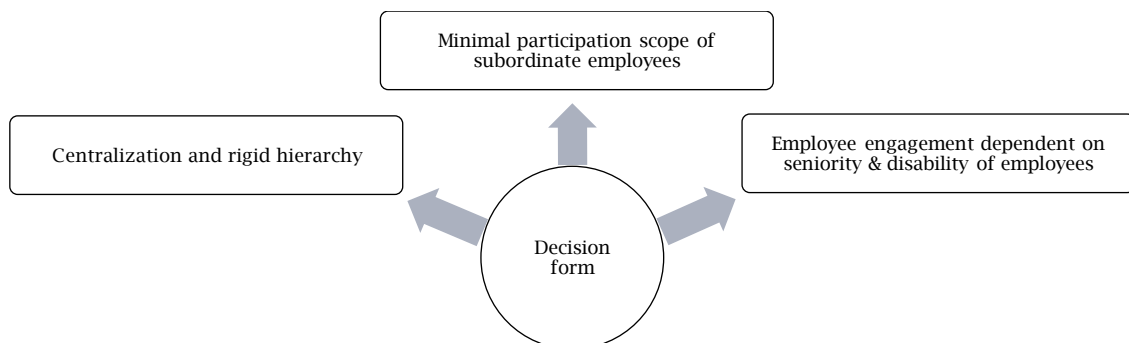 Minimal participation scope of
subordinate employees
Centralization and rigid hierarchy
Employee engagement dependent on
seniority & disability of employees
Decision
form